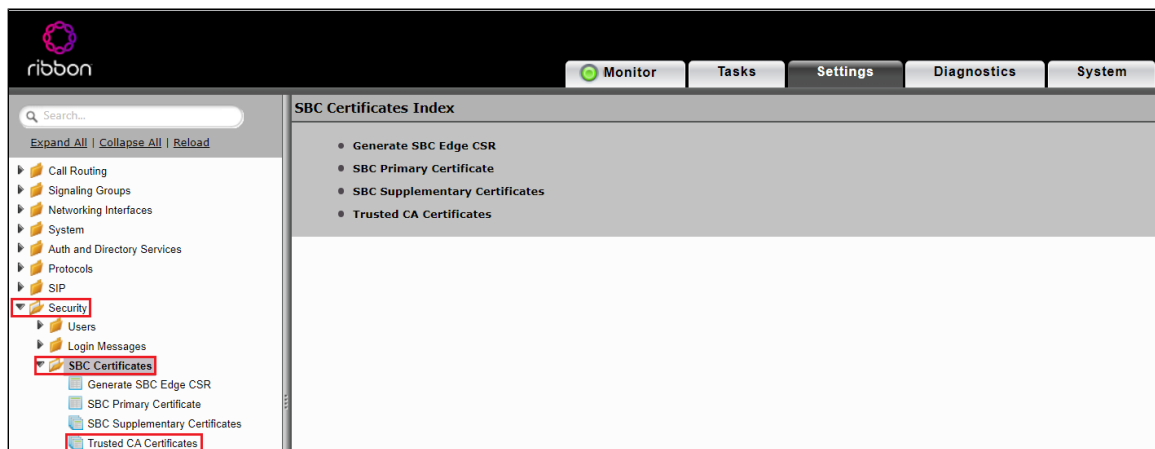 ribbon
Monitor
Tasks
Settings
Diagnostics
System
Search...
Expand All | Collapse All | Reload
Call Routing
Signaling Groups
Networking Interfaces
System
Auth and Directory Services
Protocols
SIP
Security
Users
Login Messages
SBC Certificates
Generate SBC Edge CSR
SBC Primary Certificate
SBC Supplementary Certificates
Trusted CA Certificates
SBC Certificates Index
Generate SBC Edge CSR
SBC Primary Certificate
SBC Supplementary Certificates
Trusted CA Certificates